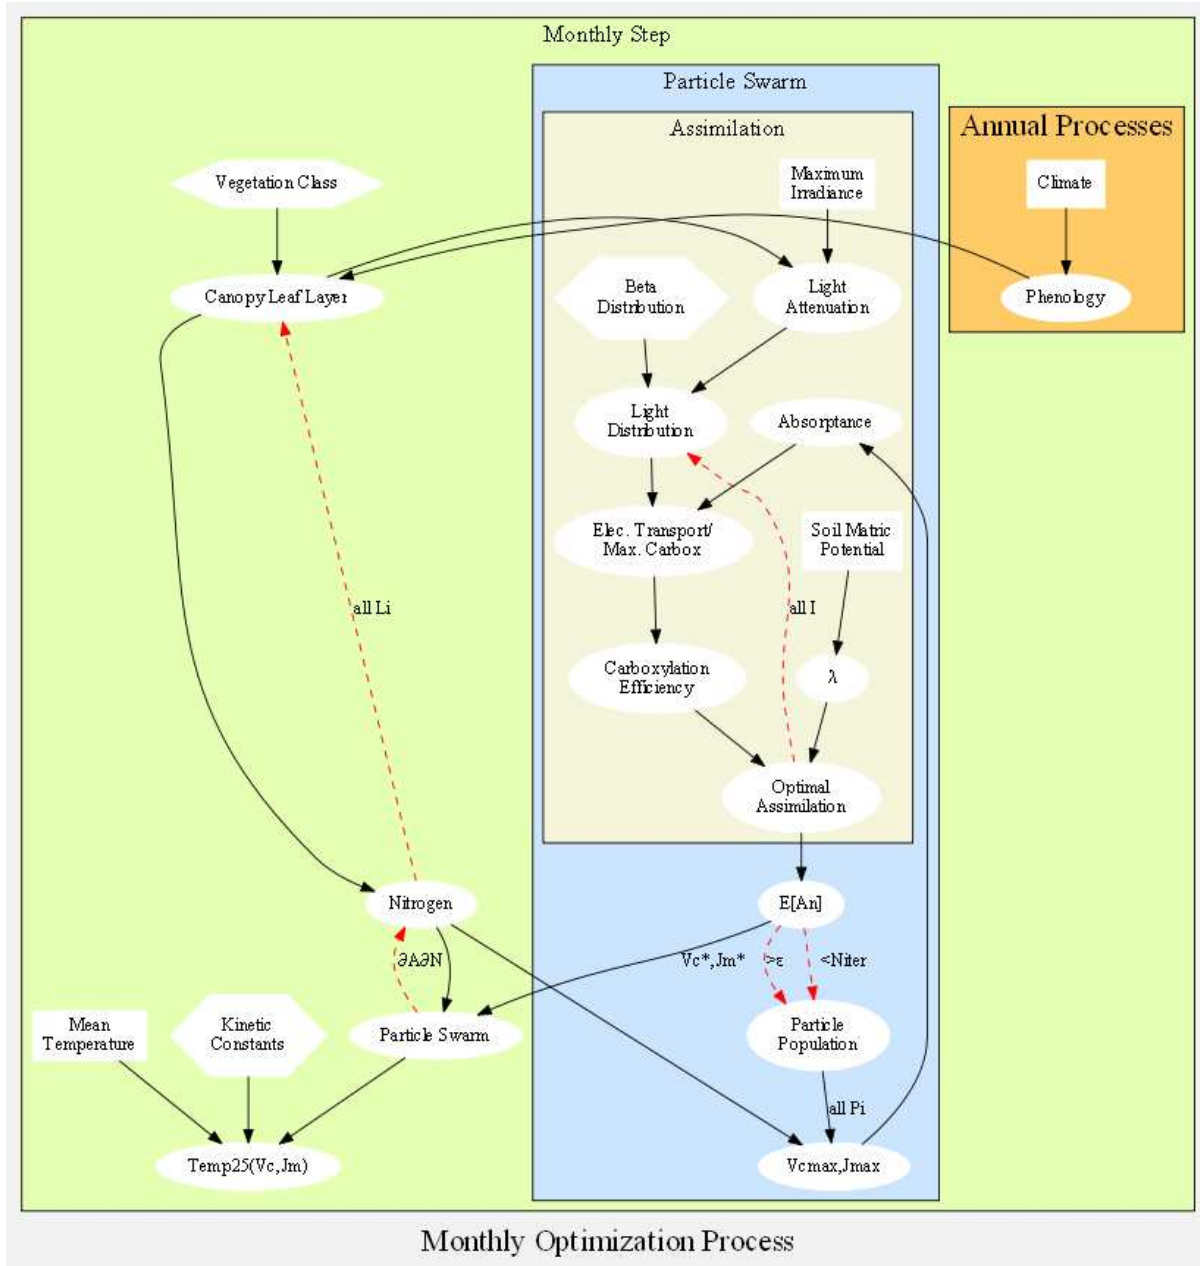 Monthly Step
Particle Swarm
Assimilation
Annual Processes
Vegetation Class
Maximum
Irradiance
Climate
Canopy Leaf Layer
Beta
Distribution
Light
Attenuation
Phenology
Light
Distribution
Absorptance
Elec. Transport/
Max. Carbox
Soil Matric
Potential
all Li
all I
Carboxylation
Efficiency
λ
Optimal
Assimilation
Nitrogen
E[An]
∂A∂N
Vc*,Jm*
>ε
<Niter
Mean
Temperature
Kinetic
Constants
Particle Swarm
Particle
Population
all Pi
Temp25(Vc,Jm)
Vcmax,Jmax
Monthly Optimization Process